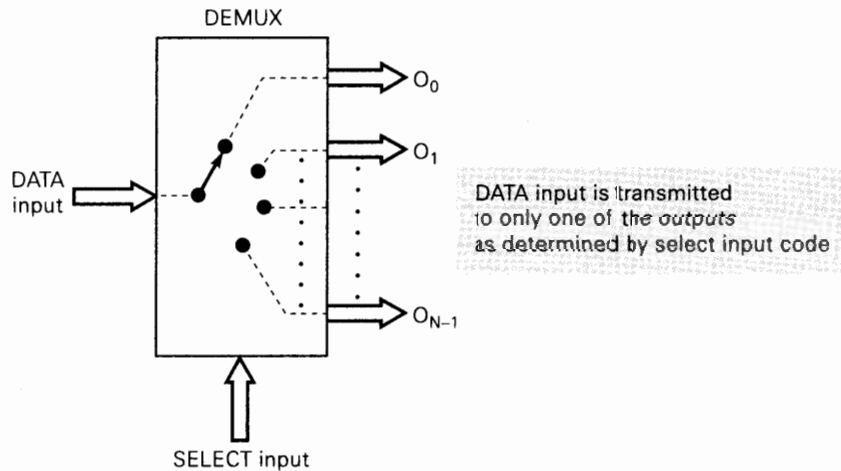 DEMUX
O₀
O₁
DATA
input
DATA input is transmitted
to only one of the outputs
as determined by select input code
O_N–1
SELECT input